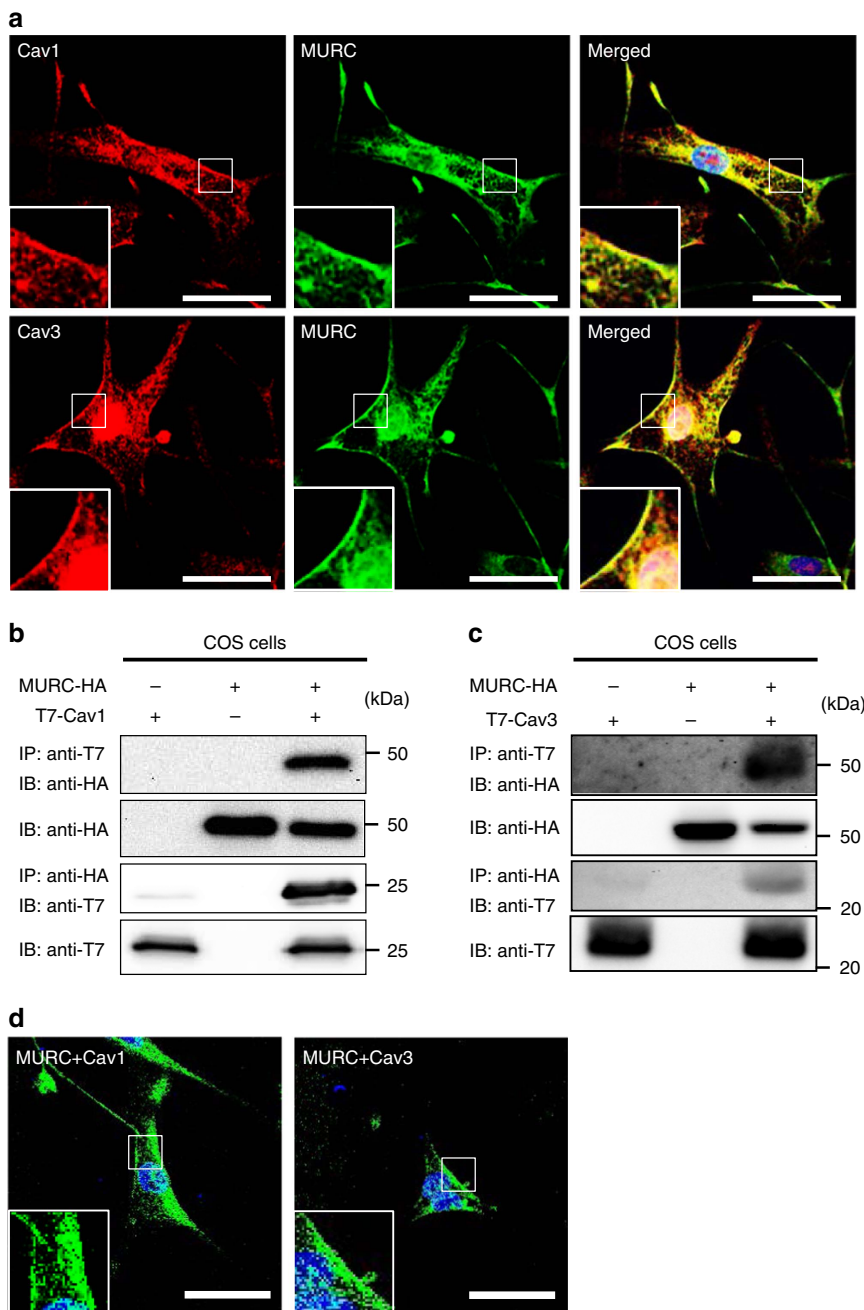 a
Cav1 MURC Merged
Cav3 MURC Merged
b
COS cells
MURC-HA – + + (kDa)
T7-Cav1 + – +
IP: anti-T7 50
IB: anti-HA
IB: anti-HA 50
IP: anti-HA 25
IB: anti-T7
IB: anti-T7 25
c
COS cells
MURC-HA – + + (kDa)
T7-Cav3 + – +
IP: anti-T7 50
IB: anti-HA
IB: anti-HA 50
IP: anti-HA
IB: anti-T7 20
IB: anti-T7 20
d
MURC+Cav1 MURC+Cav3